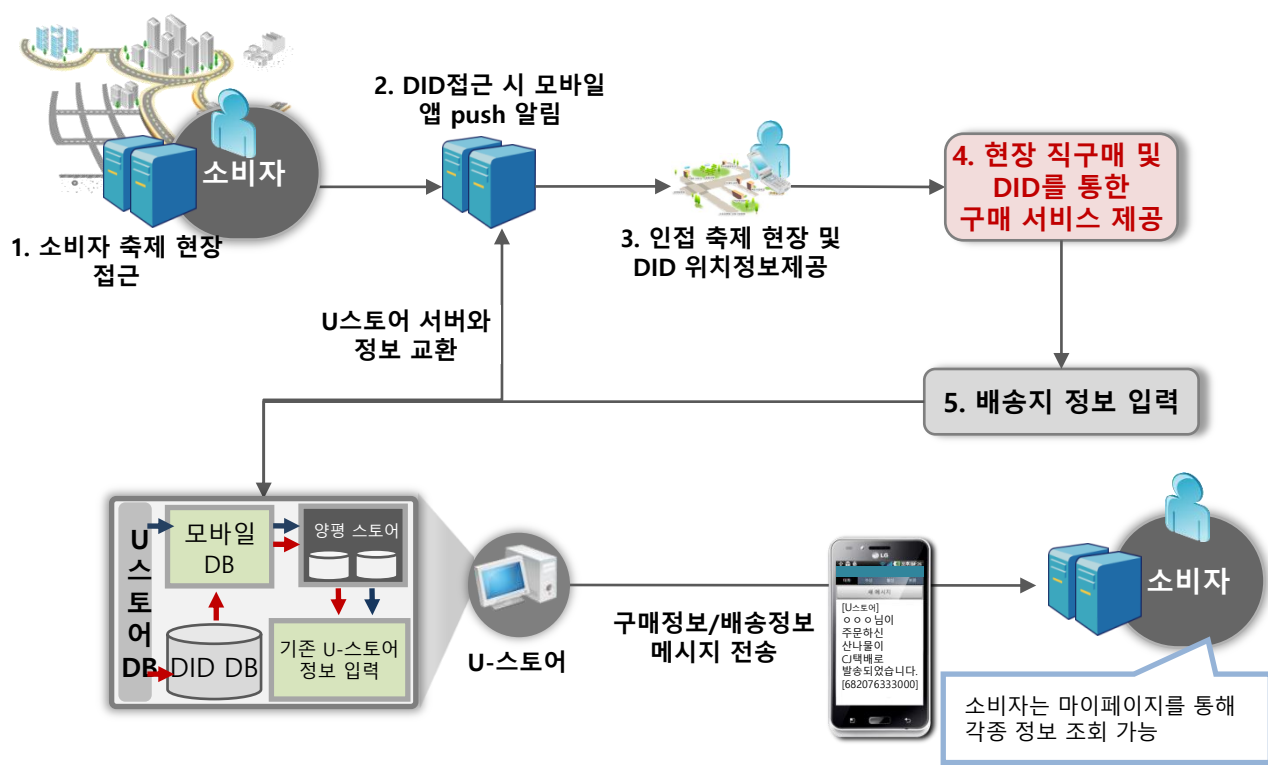 소비자
1. 소비자 축제 현장
접근
2. DID접근 시 모바일
앱 push 알림
3. 인접 축제 현장 및
DID 위치정보제공
4. 현장 직구매 및
DID를 통한
구매 서비스 제공
U스토어 서버와
정보 교환
5. 배송지 정보 입력
U
스
토
어
DB
모바일
DB
양평 스토어
DID DB
기존 U-스토어
정보 입력
U-스토어
구매정보/배송정보
메시지 전송
LG
새 메시지
[U스토어]
ㅇㅇㅇ님이
주문하신
산나물이
CJ택배로
발송되었습니다.
[682076333000]
소비자
소비자는 마이페이지를 통해
각종 정보 조회 가능